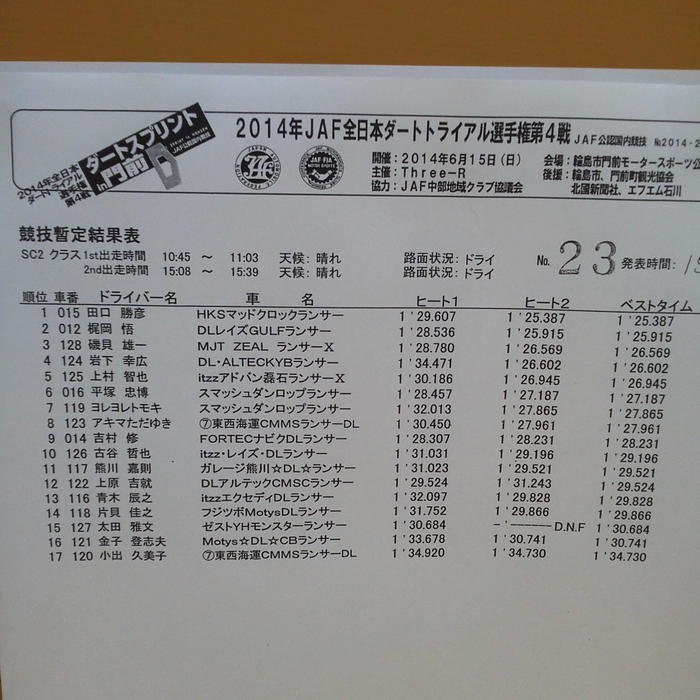 2014年全日本
ダートトライアル
選手権
第4戦
ダートスプリント
in門前
JAF公認国内競技
2014年JAF全日本ダートトライアル選手権第4戦 JAF公認国内競技 №2014-2
開催:2014年6月15日(日) 会場:輪島市門前モータースポーツ公
主催:Three-R 後援:輪島市、門前町観光協会
協力:JAF中部地域クラブ協議会 北國新聞社、エフエム石川
競技暫定結果表
SC2 クラス 1st出走時間 10:45 ~ 11:03 天候:晴れ 路面状況:ドライ No. 23 発表時間:
2nd出走時間 15:08 ~ 15:39 天候:晴れ 路面状況:ドライ
順位 車番 ドライバー名 車 名 ヒート1 ヒート2 ベストタイム
1 015 田口 勝彦 HKSマッドクロックランサー 1'29.607 1'25.387 1'25.387
2 012 梶岡 悟 DLレイズGULFランサー 1'28.536 1'25.915 1'25.915
3 128 磯貝 雄一 MJT ZEAL ランサーX 1'28.780 1'26.569 1'26.569
4 124 岩下 幸広 DL・ALTECKYBランサー 1'34.471 1'26.602 1'26.602
5 125 上村 智也 itzzアドバン磊石ランサーX 1'30.186 1'26.945 1'26.945
6 016 平塚 忠博 スマッシュダンロップランサー 1'28.457 1'27.187 1'27.187
7 119 ヨレヨレトモキ スマッシュダンロップランサー 1'32.013 1'27.865 1'27.865
8 123 アキマただゆき ⑦東西海運CMMSランサーDL 1'30.450 1'27.961 1'27.961
9 014 吉村 修 FORTECナビクDLランサー 1'28.307 1'28.231 1'28.231
10 126 古谷 哲也 itzz・レイズ・DLランサー 1'31.031 1'29.196 1'29.196
11 117 熊川 嘉則 ガレージ熊川☆DL☆ランサー 1'31.023 1'29.521 1'29.521
12 122 上原 吉就 DLアルテックCMSCランサー 1'29.524 1'31.243 1'29.524
13 116 青木 辰之 itzzエクセディDLランサー 1'32.097 1'29.828 1'29.828
14 118 片貝 佳之 フジツボMotysDLランサー 1'31.752 1'29.866 1'29.866
15 127 太田 雅文 ゼストYHモンスターランサー 1'30.684 -'------ D.N.F 1'30.684
16 121 金子 登志夫 Motys☆DL☆CBランサー 1'33.678 1'30.741 1'30.741
17 120 小出 久美子 ⑦東西海運CMMSランサーDL 1'34.920 1'34.730 1'34.730